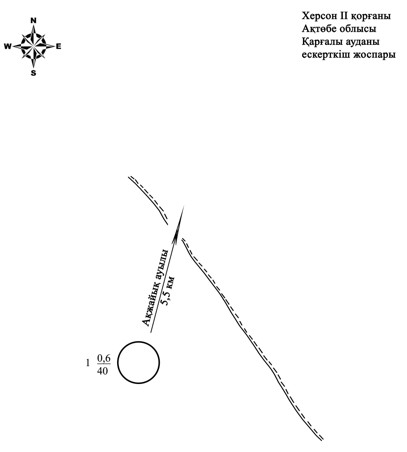 N
W E
S
Херсон II қорғаны
Ақтөбе облысы
Қарғалы ауданы
ескерткіш жоспары
Ақжайық ауылы
5,5 км
1 0,6
40